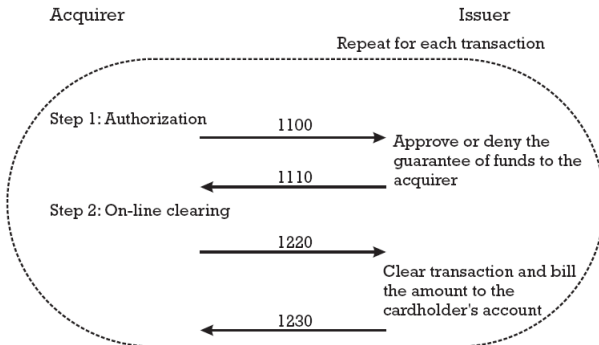 Acquirer
Issuer
Repeat for each transaction
Step 1: Authorization
1100
Approve or deny the
guarantee of funds to the
acquirer
1110
Step 2: On-line clearing
1220
Clear transaction and bill
the amount to the
cardholder's account
1230